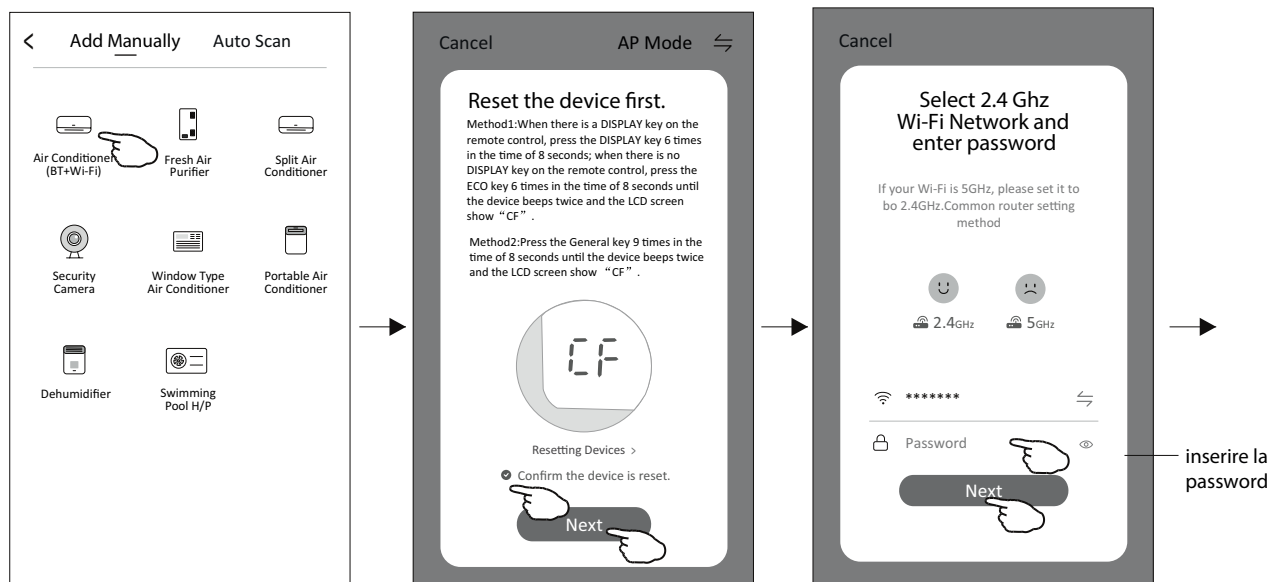 Add Manually
Auto Scan
Air Conditioner
(BT+Wi-Fi)
Fresh Air
Purifier
Split Air
Conditioner
Security
Camera
Window Type
Air Conditioner
Portable Air
Conditioner
Dehumidifier
Swimming
Pool H/P
Cancel
AP Mode
Reset the device first.
Method1:When there is a DISPLAY key on the
remote control, press the DISPLAY key 6 times
in the time of 8 seconds; when there is no
DISPLAY key on the remote control, press the
ECO key 6 times in the time of 8 seconds until
the device beeps twice and the LCD screen
show “CF”.
Method2:Press the General key 9 times in the
time of 8 seconds until the device beeps twice
and the LCD screen show “CF”.
CF
Resetting Devices >
Confirm the device is reset.
Next
Cancel
Select 2.4 Ghz
Wi-Fi Network and
enter password
If your Wi-Fi is 5GHz, please set it to
bo 2.4GHz.Common router setting
method
2.4GHz
5GHz
*******
Password
Next
inserire la
password